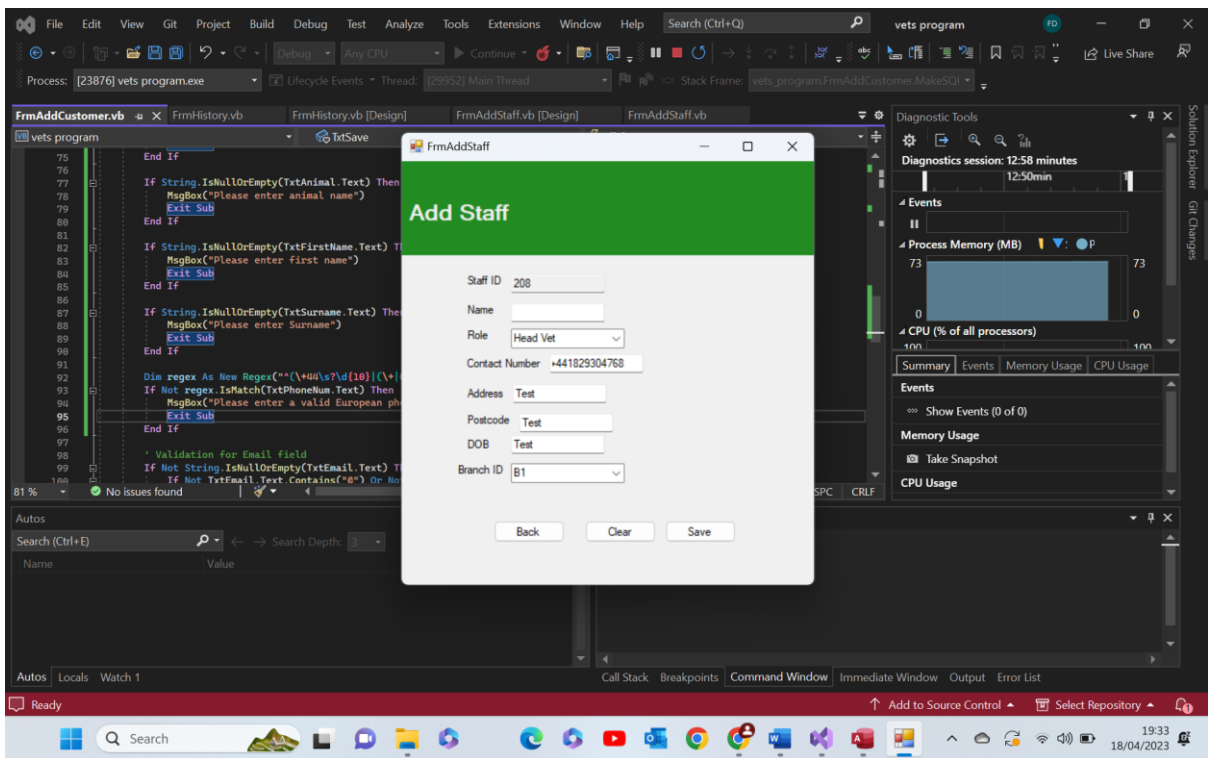 File Edit View Git Project Build Debug Test Analyze Tools Extensions Window Help Search (Ctrl+Q) vets program FD
Debug Any CPU Continue Live Share
Process: [23876] vets program.exe Lifecycle Events Thread: [29952] Main Thread Stack Frame: vets_program.FrmAddCustomer.MakeSQl
FrmAddCustomer.vb FrmHistory.vb FrmHistory.vb [Design] FrmAddStaff.vb [Design] FrmAddStaff.vb
vets program TxtSave
75 End If
76
77 If String.IsNullOrEmpty(TxtAnimal.Text) Then
78 MsgBox("Please enter animal name")
79 Exit Sub
80 End If
81
82 If String.IsNullOrEmpty(TxtFirstName.Text)
83 MsgBox("Please enter first name")
84 Exit Sub
85 End If
86
87 If String.IsNullOrEmpty(TxtSurname.Text)
88 MsgBox("Please enter Surname")
89 Exit Sub
90 End If
91
92 Dim regex As New Regex("^(\+44\s?\d{10}|(\+|
93 If Not regex.IsMatch(TxtPhoneNum.Text) Then
94 MsgBox("Please enter a valid European
95 Exit Sub
96 End If
97
98 ' Validation for Email field
99 If Not String.IsNullOrEmpty(TxtEmail.Text)
100 If Not TxtEmail.Text.Contains("@") Or
81 % No issues found SPC CRLF
FrmAddStaff
Add Staff
Staff ID 208
Name
Role Head Vet
Contact Number +441829304768
Address Test
Postcode Test
DOB Test
Branch ID B1
Back Clear Save
Diagnostic Tools
Diagnostics session: 12:58 minutes
12:50min
Events
Process Memory (MB) P
73 73
0 0
CPU (% of all processors)
100 100
Summary Events Memory Usage CPU Usage
Events
Show Events (0 of 0)
Memory Usage
Take Snapshot
CPU Usage
Solution Explorer
Git Changes
Autos
Search (Ctrl+E) Search Depth: 3
Name Value
Autos Locals Watch 1
Call Stack Breakpoints Command Window Immediate Window Output Error List
Ready Add to Source Control Select Repository
Search
19:33
18/04/2023